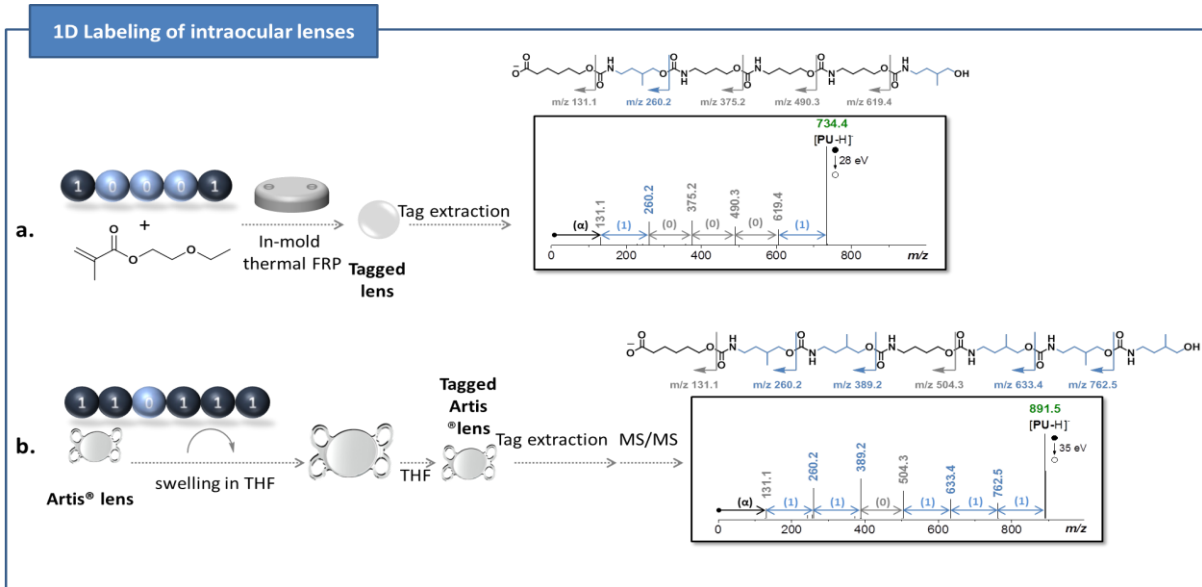 1D Labeling of intraocular lenses
O
O
O
N
H
O
O
N
H
O
O
N
H
O
O
N
H
O
O
N
H
OH
m/z 131.1
m/z 260.2
m/z 375.2
m/z 490.3
m/z 619.4
734.4
[PU-H]-
28 eV
131.1
260.2
375.2
490.3
619.4
(α)
(1)
(0)
(0)
(0)
(1)
0
200
400
600
800
m/z
1 0 0 0 1
+
a.
O
O
O
In-mold
thermal FRP
Tagged
lens
Tag extraction
O
O
O
N
H
O
O
N
H
O
O
N
H
O
O
N
H
O
O
N
H
O
O
N
H
OH
m/z 131.1
m/z 260.2
m/z 389.2
m/z 504.3
m/z 633.4
m/z 762.5
891.5
[PU-H]-
35 eV
131.1
260.2
389.2
504.3
633.4
762.5
(α)
(1)
(1)
(0)
(1)
(1)
(1)
0
200
400
600
800
m/z
1 1 0 1 1 1
b.
Artis® lens
swelling in THF
THF
Tagged
Artis
®lens
Tag extraction
MS/MS